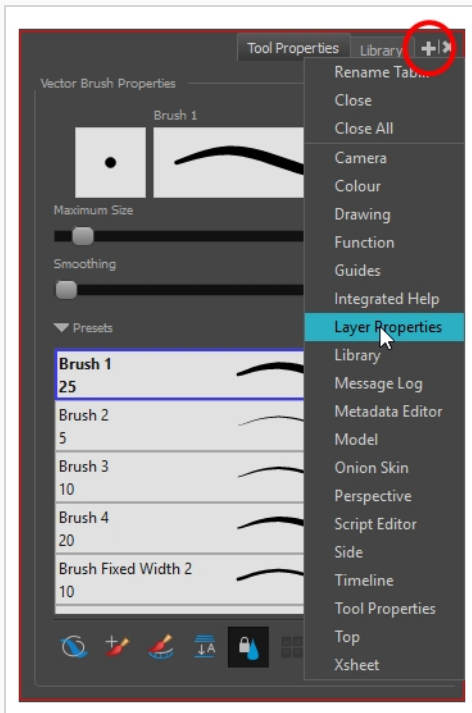 Tool Properties
Library
Vector Brush Properties
Brush 1
Maximum Size
Smoothing
Presets
Brush 1
25
Brush 2
5
Brush 3
10
Brush 4
20
Brush Fixed Width 2
10
Rename Tab...
Close
Close All
Camera
Colour
Drawing
Function
Guides
Integrated Help
Layer Properties
Library
Message Log
Metadata Editor
Model
Onion Skin
Perspective
Script Editor
Side
Timeline
Tool Properties
Top
Xsheet